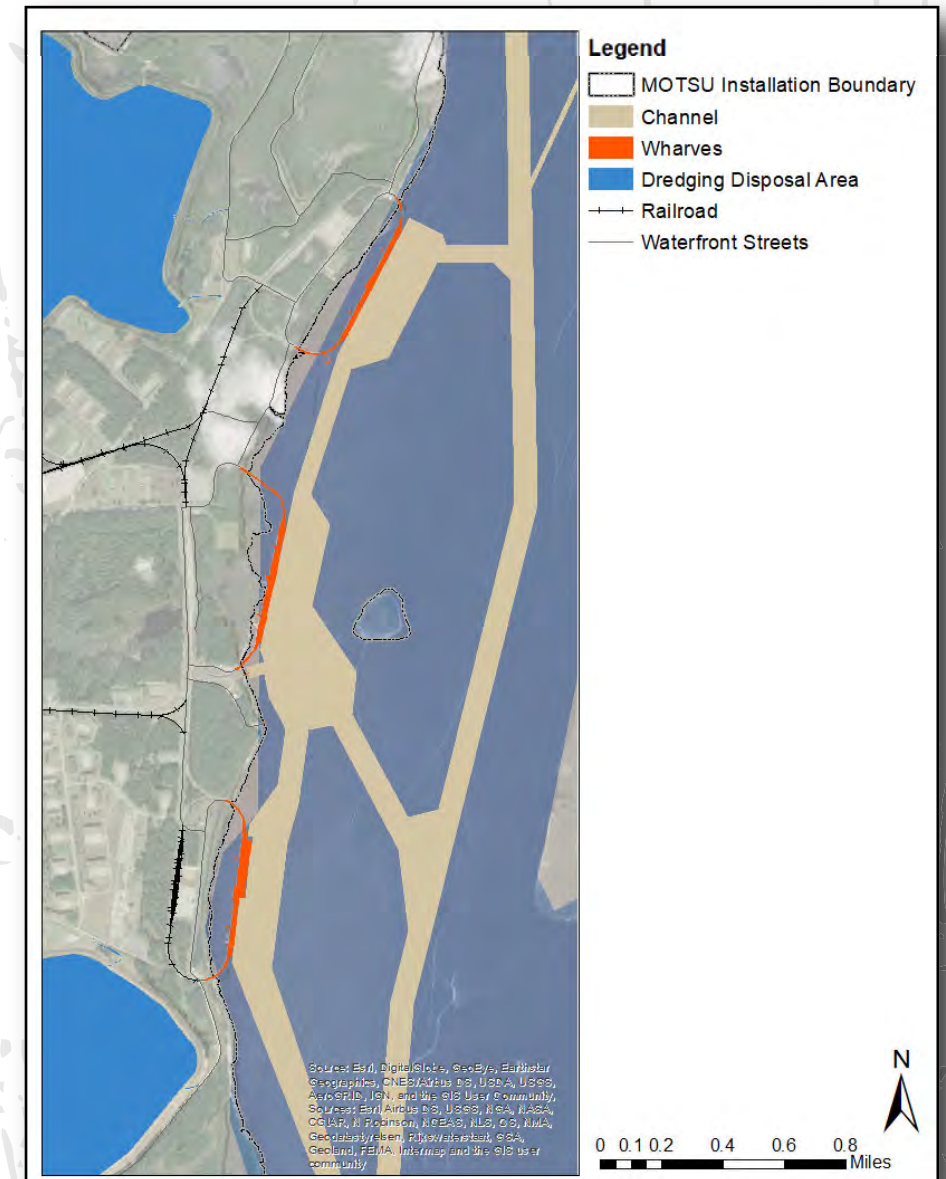 Legend
MOTSU Installation Boundary
Channel
Wharves
Dredging Disposal Area
Railroad
Waterfront Streets
Source: Esri, DigitalGlobe, GeoEye, Earthstar
Geographics, CNES/Airbus DS, USDA, USGS,
AeroGRID, IGN, and the GIS User Community,
Sources: Esri, Airbus DS, USGS, NGA, NASA,
CGIAR, N Robinson, NCEAS, NLS, OS, NMA,
Geodatastyrelsen, Rijkswaterstaat, GSA,
Geoland, FEMA, Intermap and the GIS user
community
N
0 0.1 0.2 0.4 0.6 0.8
Miles